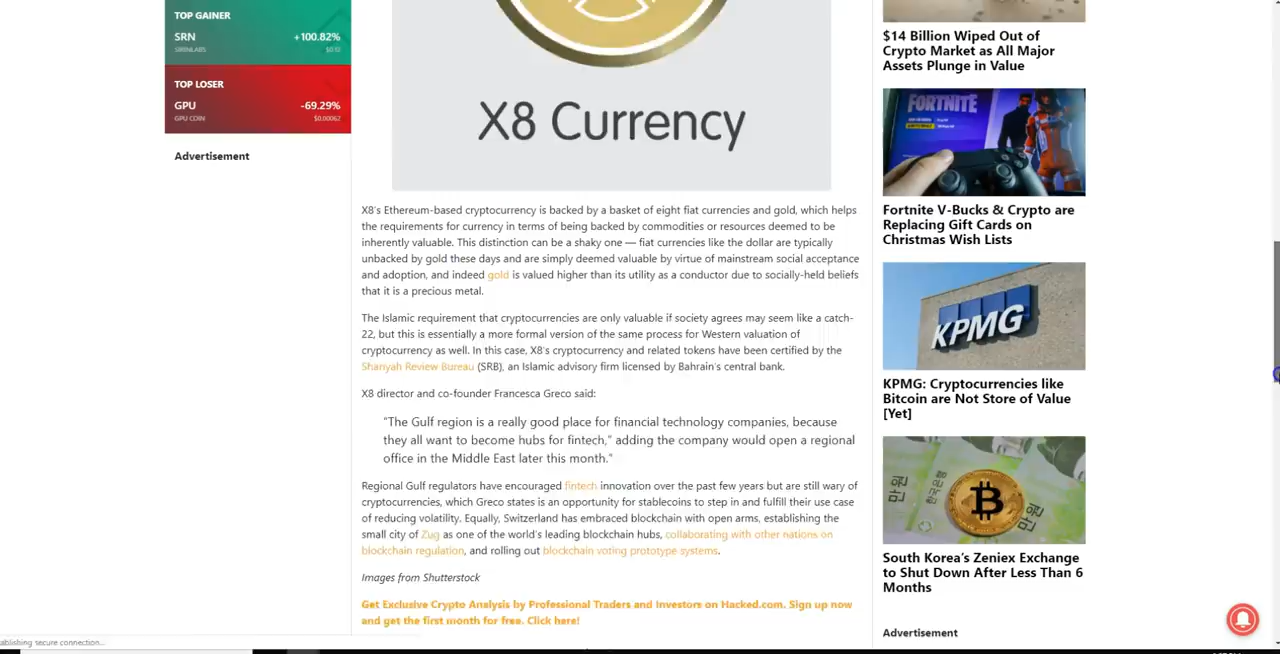 TOP GAINER
SRN +100.82%
SIRINLABS $0.12
TOP LOSER
GPU -69.29%
GPU COIN $0.00062
Advertisement
X8 Currency
X8's Ethereum-based cryptocurrency is backed by a basket of eight fiat currencies and gold, which helps
the requirements for currency in terms of being backed by commodities or resources deemed to be
inherently valuable. This distinction can be a shaky one — fiat currencies like the dollar are typically
unbacked by gold these days and are simply deemed valuable by virtue of mainstream social acceptance
and adoption, and indeed gold is valued higher than its utility as a conductor due to socially-held beliefs
that it is a precious metal.
The Islamic requirement that cryptocurrencies are only valuable if society agrees may seem like a catch-
22, but this is essentially a more formal version of the same process for Western valuation of
cryptocurrency as well. In this case, X8's cryptocurrency and related tokens have been certified by the
Shariyah Review Bureau (SRB), an Islamic advisory firm licensed by Bahrain's central bank.
X8 director and co-founder Francesca Greco said:
"The Gulf region is a really good place for financial technology companies, because
they all want to become hubs for fintech," adding the company would open a regional
office in the Middle East later this month."
Regional Gulf regulators have encouraged fintech innovation over the past few years but are still wary of
cryptocurrencies, which Greco states is an opportunity for stablecoins to step in and fulfill their use case
of reducing volatility. Equally, Switzerland has embraced blockchain with open arms, establishing the
small city of Zug as one of the world's leading blockchain hubs, collaborating with other nations on
blockchain regulation, and rolling out blockchain voting prototype systems.
Images from Shutterstock
Get Exclusive Crypto Analysis by Professional Traders and Investors on Hacked.com. Sign up now
and get the first month for free. Click here!
$14 Billion Wiped Out of
Crypto Market as All Major
Assets Plunge in Value
FORTNITE
Fortnite V-Bucks & Crypto are
Replacing Gift Cards on
Christmas Wish Lists
KPMG
KPMG: Cryptocurrencies like
Bitcoin are Not Store of Value
[Yet]
만원
만원
South Korea's Zeniex Exchange
to Shut Down After Less Than 6
Months
Advertisement
ablishing secure connection...